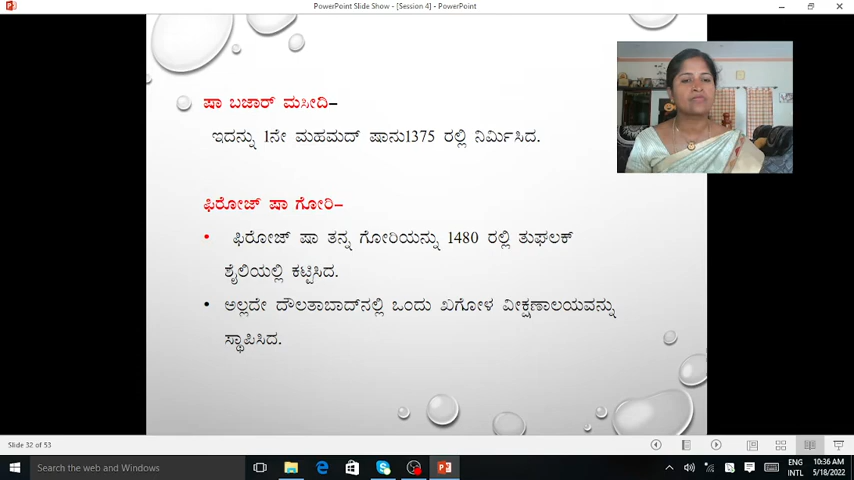 PowerPoint Slide Show - [Session 4] - PowerPoint
ಷಾ ಬಜಾರ್ ಮಸೀದಿ–
ಇದನ್ನು 1ನೇ ಮಹಮದ್ ಷಾನು1375 ರಲ್ಲಿ ನಿರ್ಮಿಸಿದ.
ಫಿರೋಜ್ ಷಾ ಗೋರಿ–
• ಫಿರೋಜ್ ಷಾ ತನ್ನ ಗೋರಿಯನ್ನು 1480 ರಲ್ಲಿ ತುಘಲಕ್
ಶೈಲಿಯಲ್ಲಿ ಕಟ್ಟಿಸಿದ.
• ಅಲ್ಲದೇ ದೌಲತಾಬಾದ್‌ನಲ್ಲಿ ಒಂದು ಖಗೋಳ ವೀಕ್ಷಣಾಲಯವನ್ನು
ಸ್ಥಾಪಿಸಿದ.
Slide 32 of 53
Search the web and Windows
ENG
INTL
10:36 AM
5/18/2022